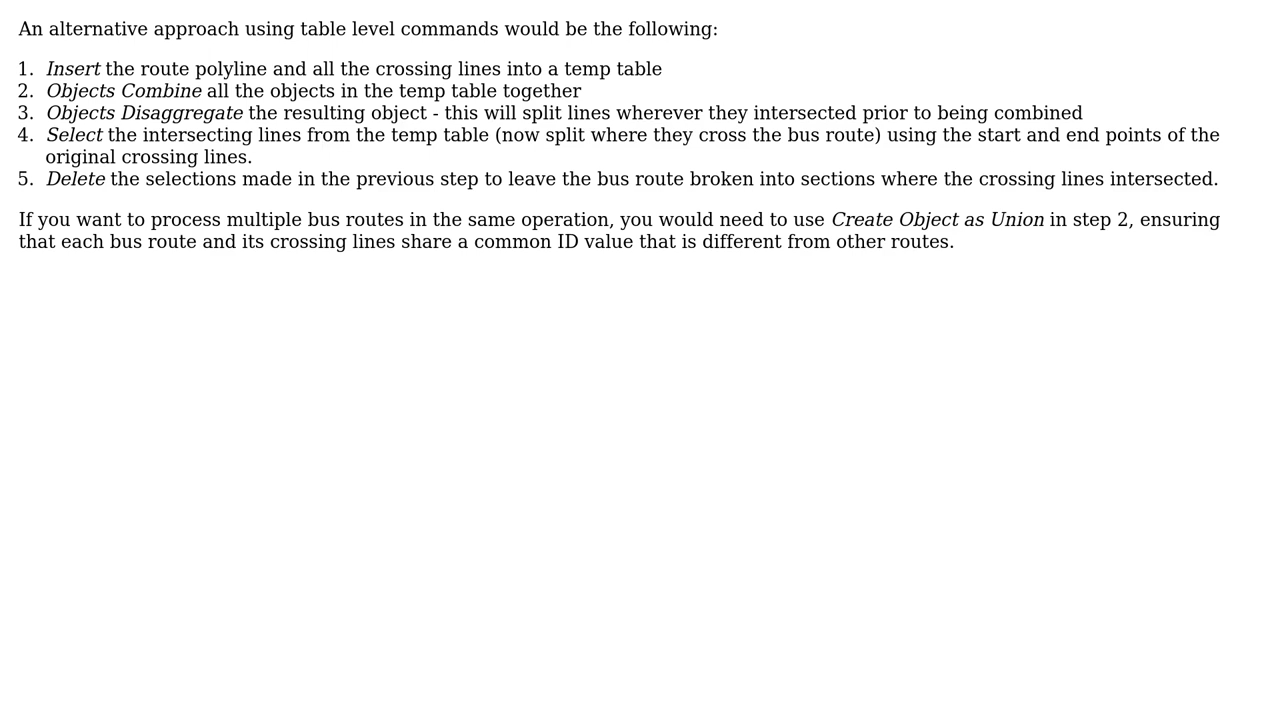 An alternative approach using table level commands would be the following:
1. Insert the route polyline and all the crossing lines into a temp table
2. Objects Combine all the objects in the temp table together
3. Objects Disaggregate the resulting object - this will split lines wherever they intersected prior to being combined
4. Select the intersecting lines from the temp table (now split where they cross the bus route) using the start and end points of the
original crossing lines.
5. Delete the selections made in the previous step to leave the bus route broken into sections where the crossing lines intersected.
If you want to process multiple bus routes in the same operation, you would need to use Create Object as Union in step 2, ensuring
that each bus route and its crossing lines share a common ID value that is different from other routes.